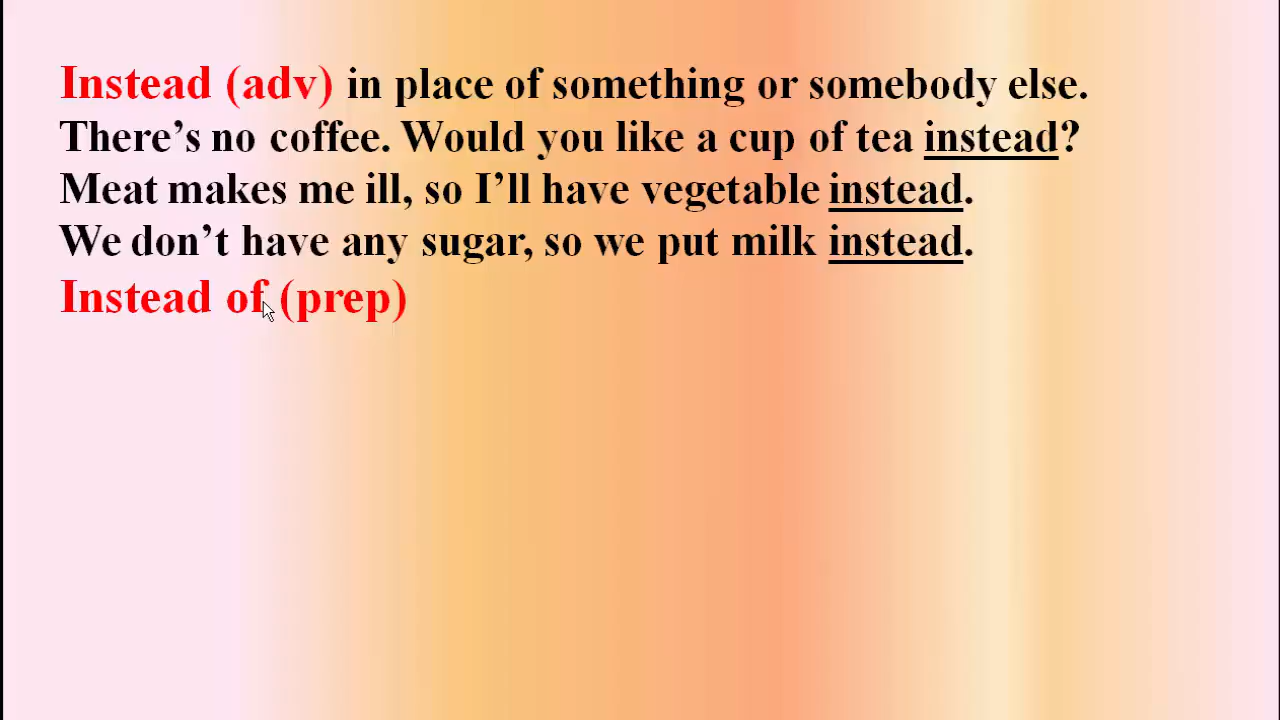 Instead (adv) in place of something or somebody else.
There’s no coffee. Would you like a cup of tea instead?
Meat makes me ill, so I’ll have vegetable instead.
We don’t have any sugar, so we put milk instead.
Instead of (prep)